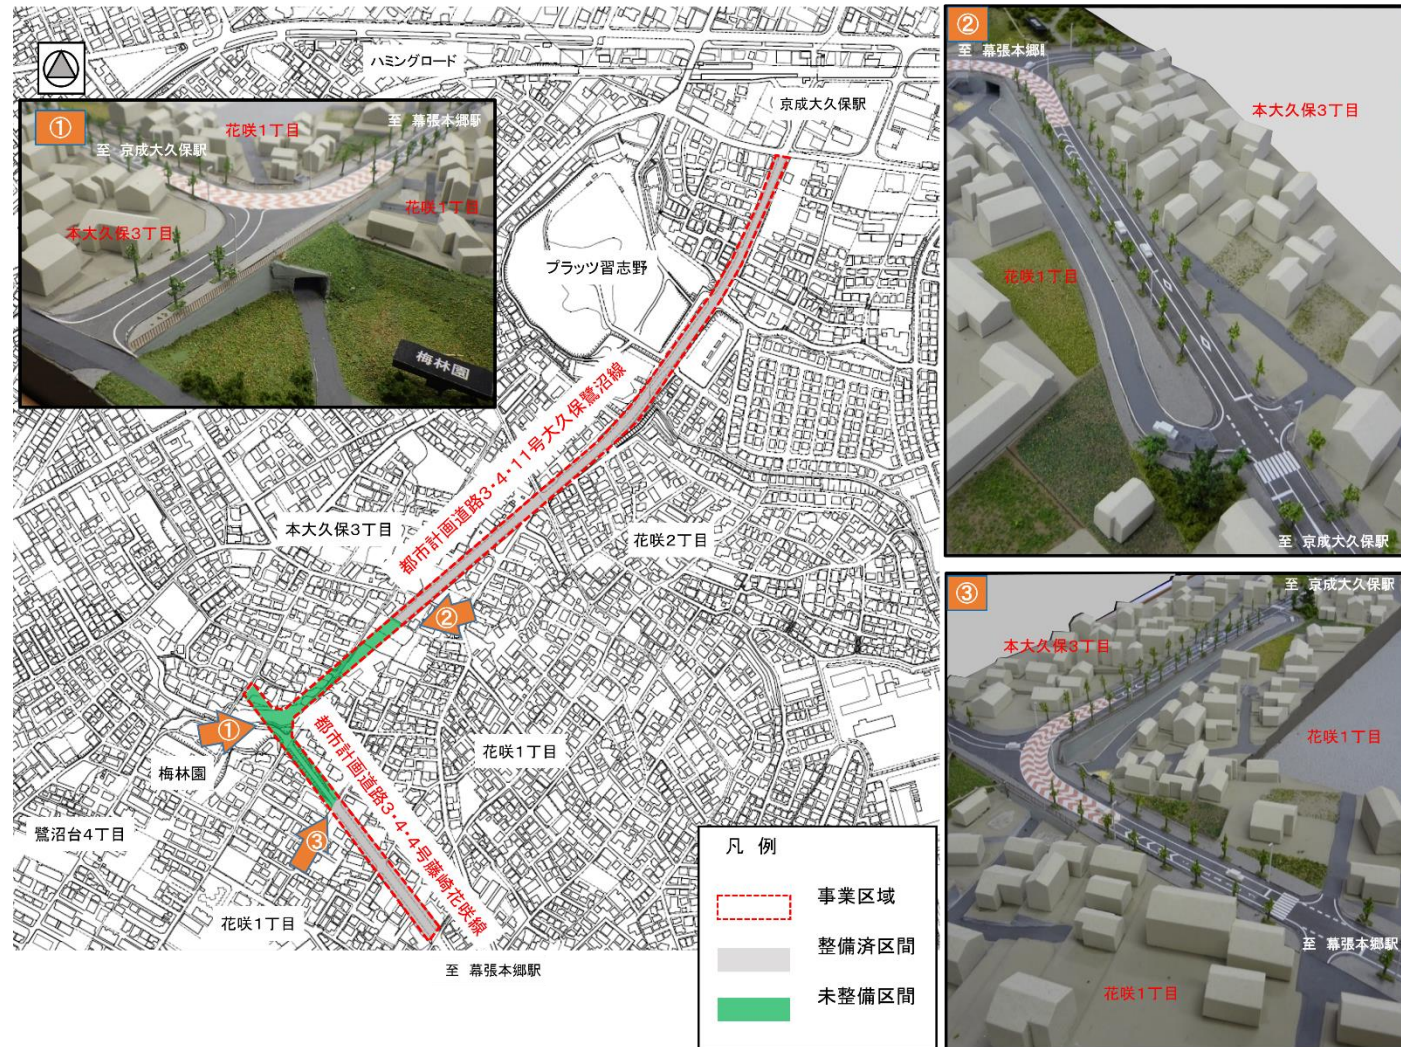 ハミングロード
京成大久保駅
①
花咲1丁目
至 幕張本郷駅
至 京成大久保駅
花咲1丁目
本大久保3丁目
梅林園
プラッツ習志野
都市計画道路3・4・11号大久保鷺沼線
本大久保3丁目
花咲2丁目
②
①
都市計画道路3・4・4号藤崎花咲線
花咲1丁目
梅林園
鷺沼台4丁目
③
花咲1丁目
至 幕張本郷駅
凡 例
事業区域
整備済区間
未整備区間
②
至 幕張本郷
本大久保3丁目
花咲1丁目
至 京成大久保駅
③
至 京成大久保駅
本大久保3丁目
花咲1丁目
至 幕張本郷駅
花咲1丁目